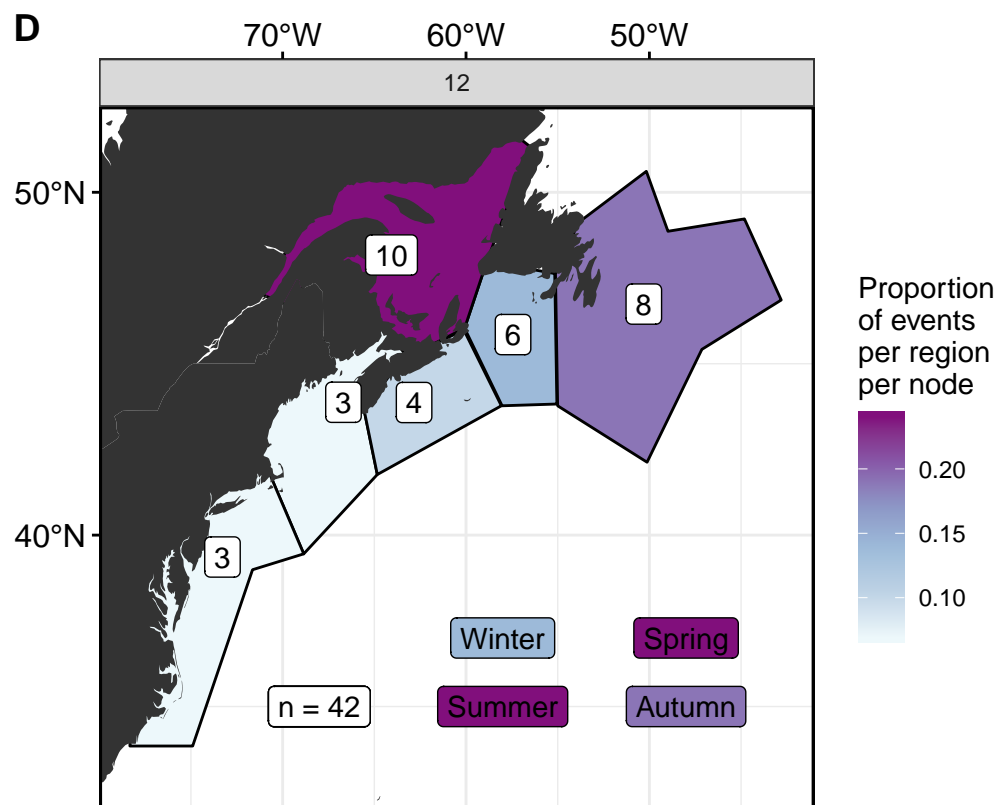 D
70°W 60°W 50°W
12
50°N
10
8
6
3
4
40°N
3
Winter
Spring
n = 42
Summer
Autumn
Proportion
of events
per region
per node
0.20
0.15
0.10